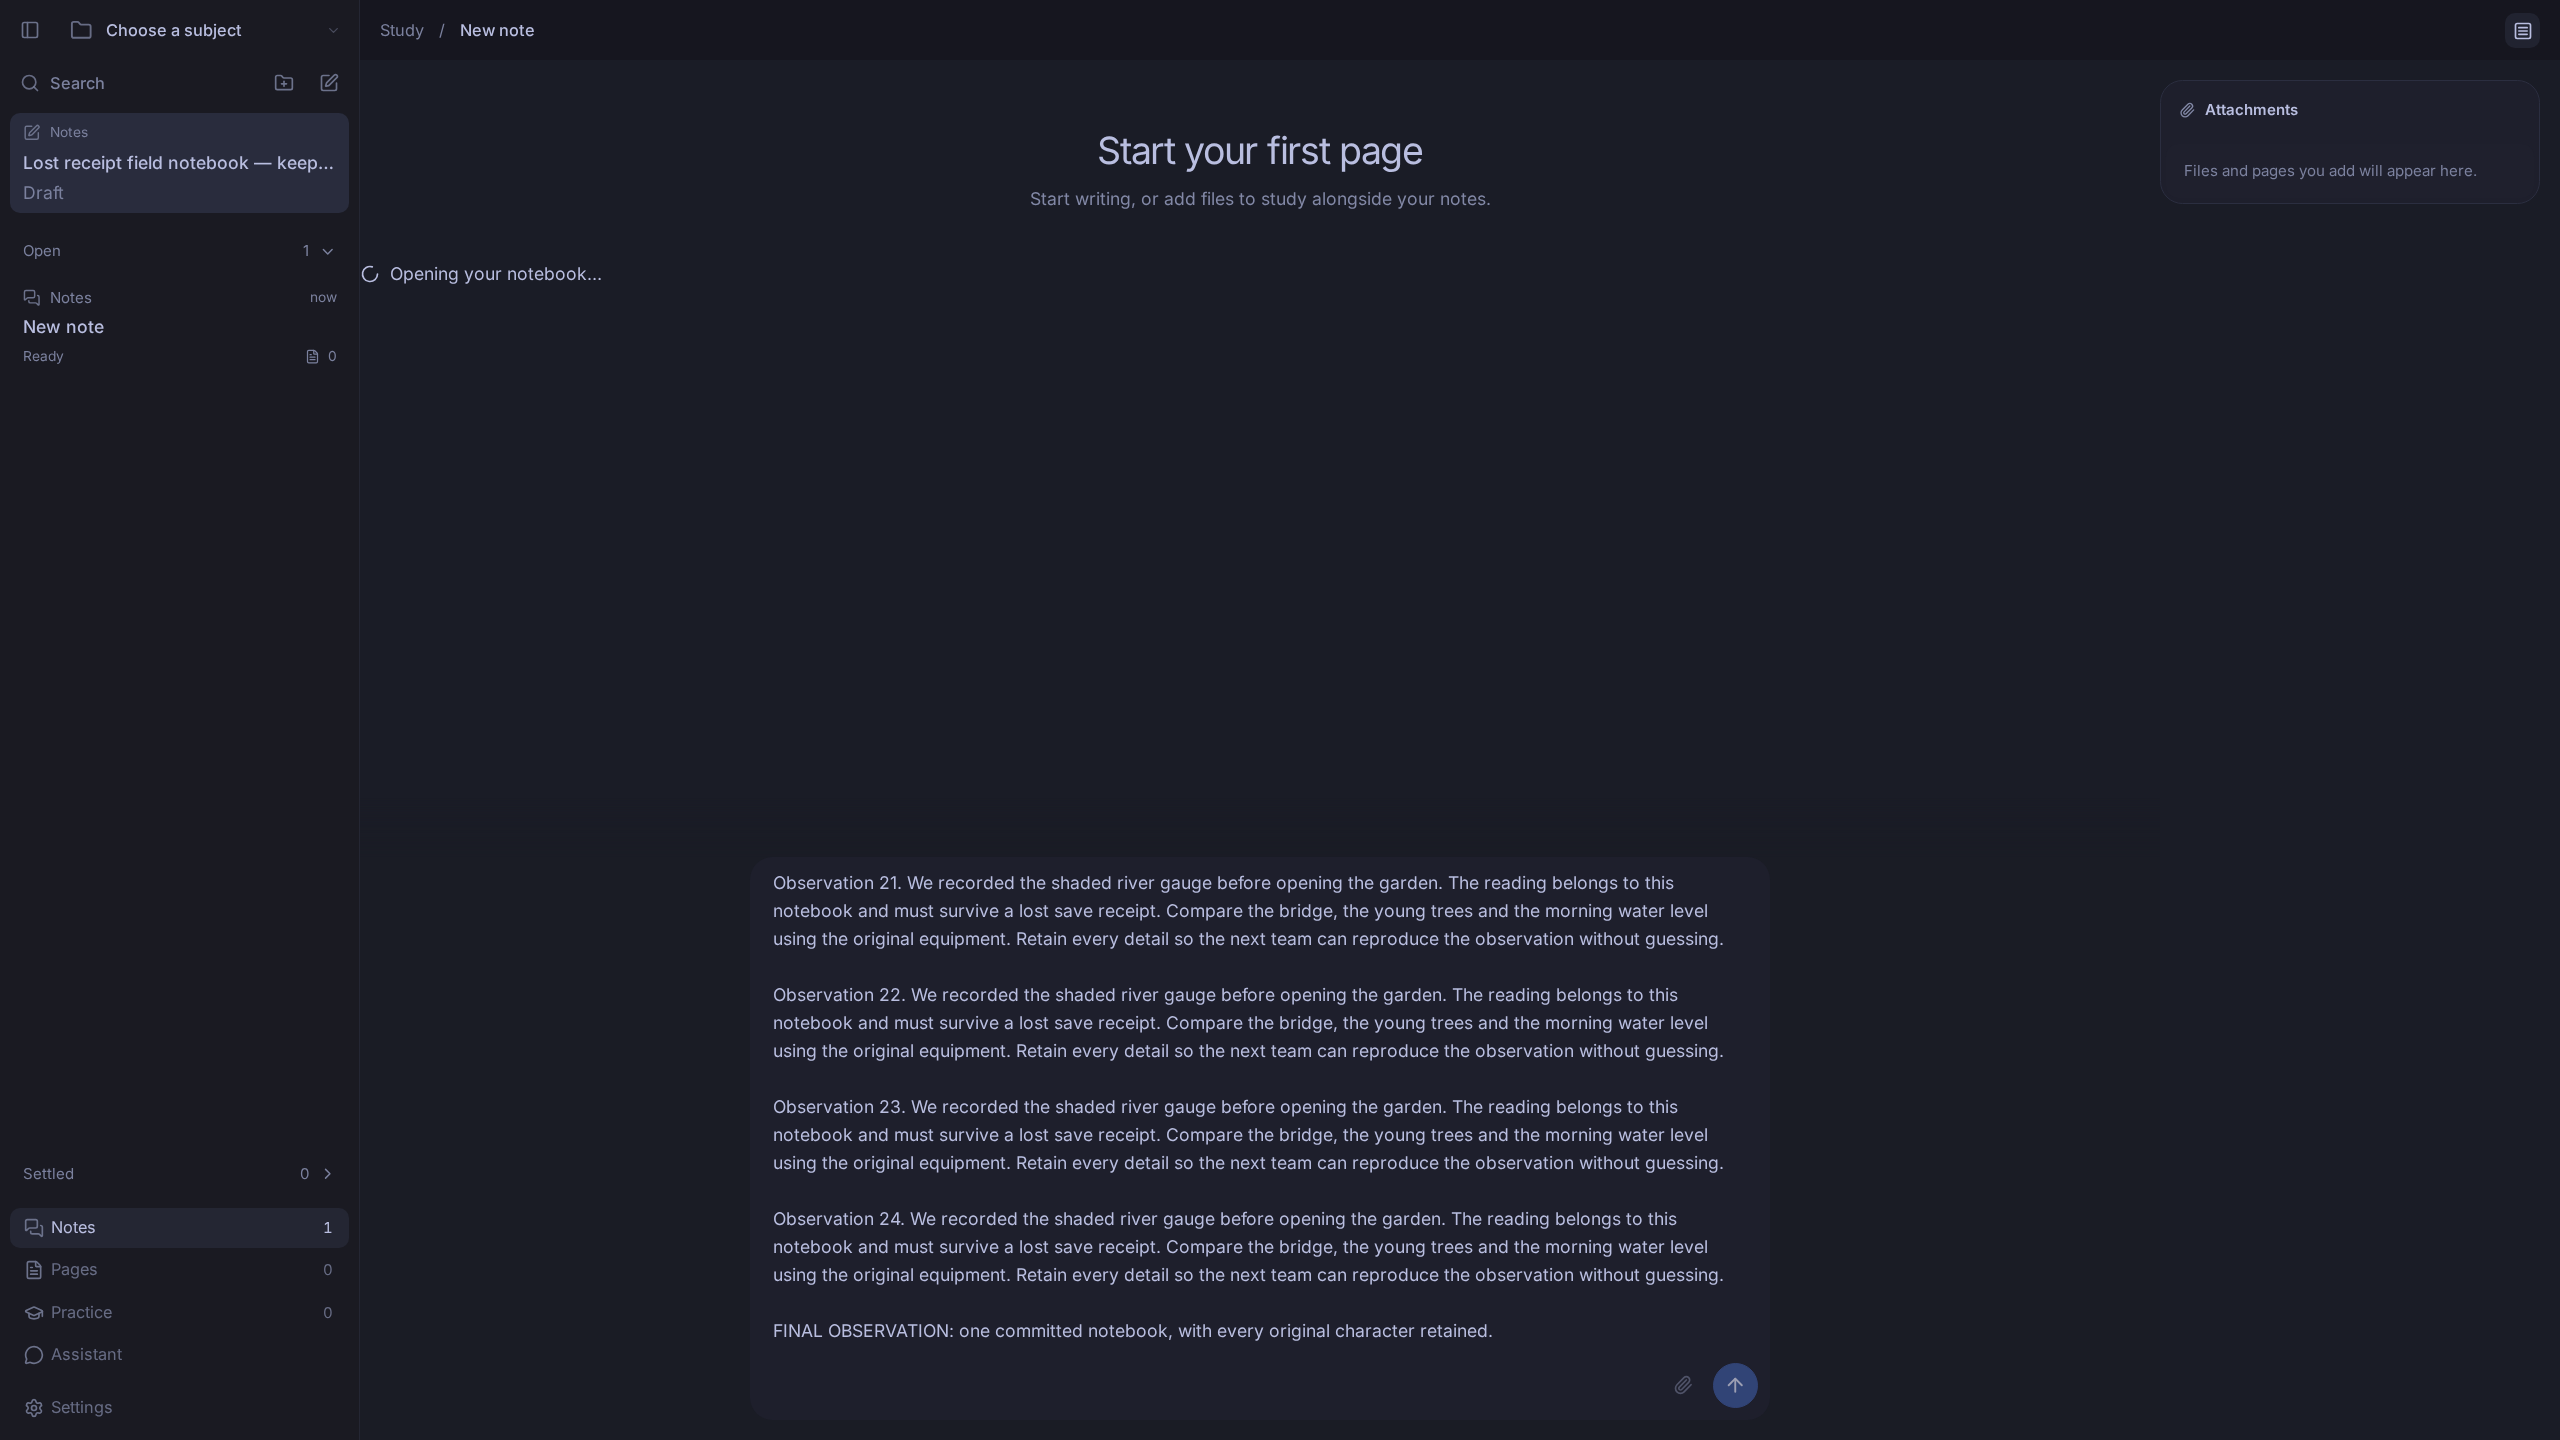 Choose a subject
Search
Notes
Lost receipt field notebook — keep...
Draft
Open 1
Notes now
New note
Ready 0
Settled 0
Notes 1
Pages 0
Practice 0
Assistant
Settings
Study / New note
Start your first page
Start writing, or add files to study alongside your notes.
Opening your notebook...
Attachments
Files and pages you add will appear here.
Observation 21. We recorded the shaded river gauge before opening the garden. The reading belongs to this
notebook and must survive a lost save receipt. Compare the bridge, the young trees and the morning water level
using the original equipment. Retain every detail so the next team can reproduce the observation without guessing.
Observation 22. We recorded the shaded river gauge before opening the garden. The reading belongs to this
notebook and must survive a lost save receipt. Compare the bridge, the young trees and the morning water level
using the original equipment. Retain every detail so the next team can reproduce the observation without guessing.
Observation 23. We recorded the shaded river gauge before opening the garden. The reading belongs to this
notebook and must survive a lost save receipt. Compare the bridge, the young trees and the morning water level
using the original equipment. Retain every detail so the next team can reproduce the observation without guessing.
Observation 24. We recorded the shaded river gauge before opening the garden. The reading belongs to this
notebook and must survive a lost save receipt. Compare the bridge, the young trees and the morning water level
using the original equipment. Retain every detail so the next team can reproduce the observation without guessing.
FINAL OBSERVATION: one committed notebook, with every original character retained.